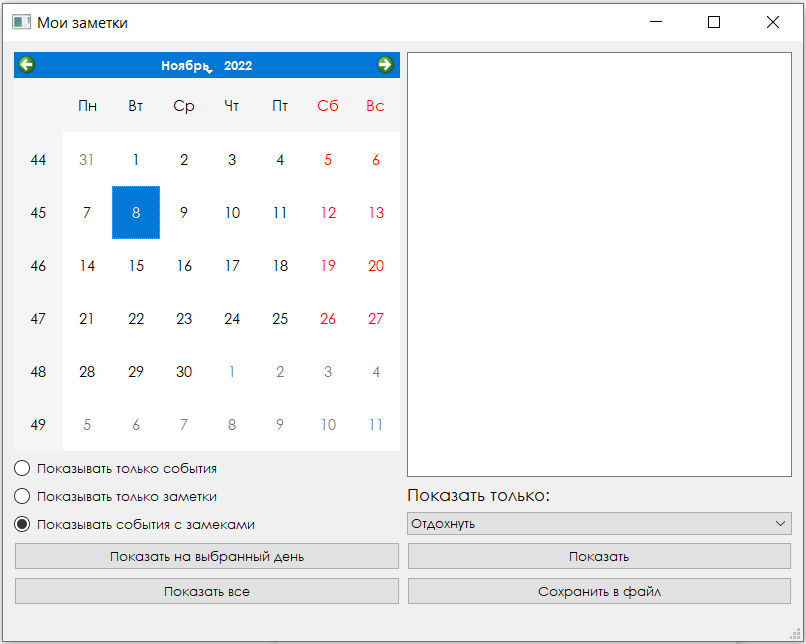 Мои заметки
Ноябрь 2022
Пн Вт Ср Чт Пт Сб Вс
44 31 1 2 3 4 5 6
45 7 8 9 10 11 12 13
46 14 15 16 17 18 19 20
47 21 22 23 24 25 26 27
48 28 29 30 1 2 3 4
49 5 6 7 8 9 10 11
Показывать только события
Показывать только заметки
Показывать события с замеками
Показать на выбранный день
Показать все
Показать только:
Отдохнуть
Показать
Сохранить в файл